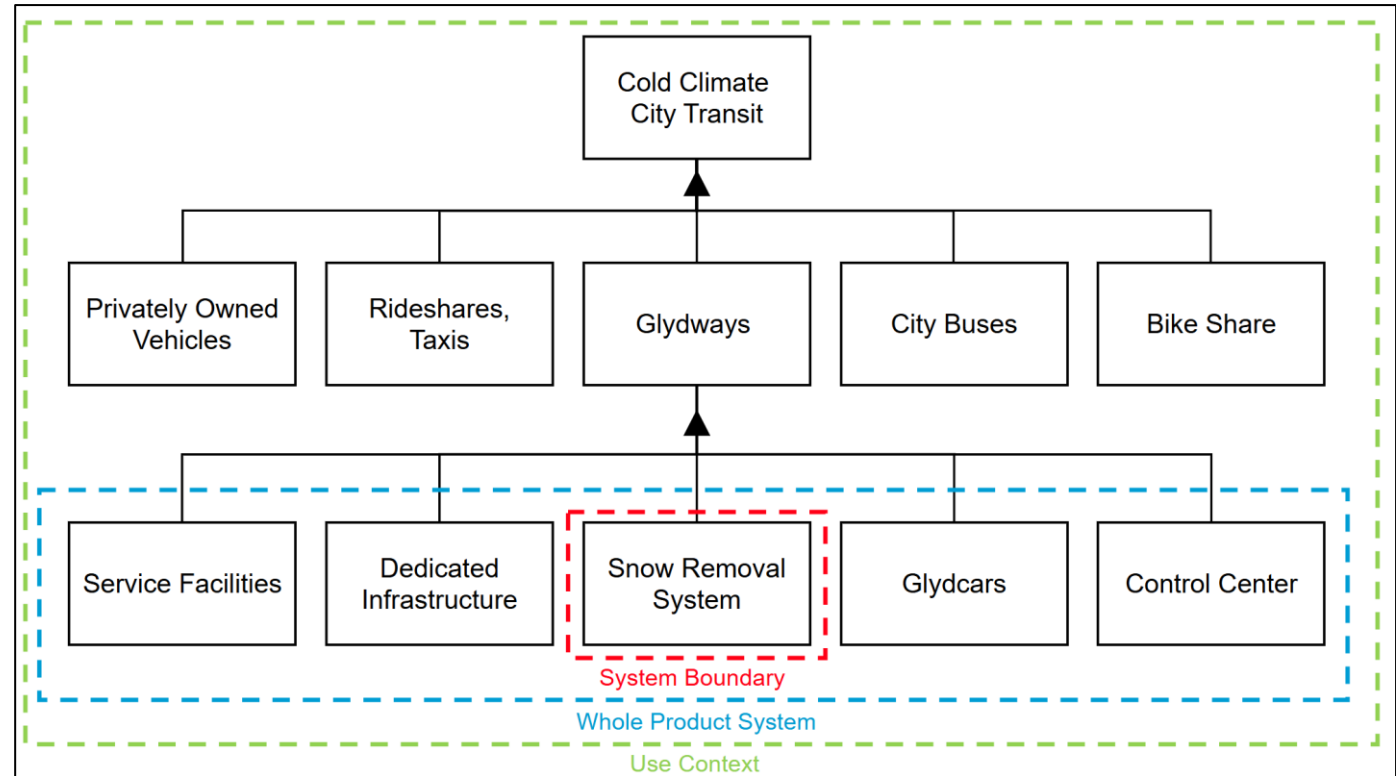 Cold Climate
City Transit
Privately Owned
Vehicles
Rideshares,
Taxis
Glydways
City Buses
Bike Share
Service Facilities
Dedicated
Infrastructure
Snow Removal
System
Glydcars
Control Center
System Boundary
Whole Product System
Use Context